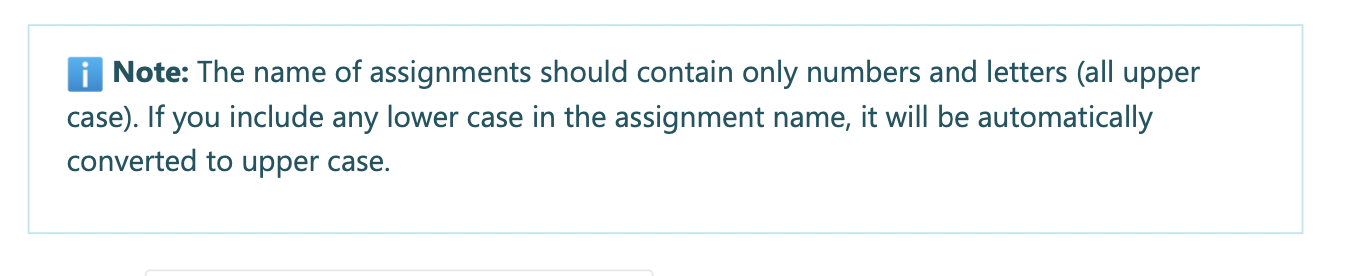 ℹ️ Note: The name of assignments should contain only numbers and letters (all upper
case). If you include any lower case in the assignment name, it will be automatically
converted to upper case.